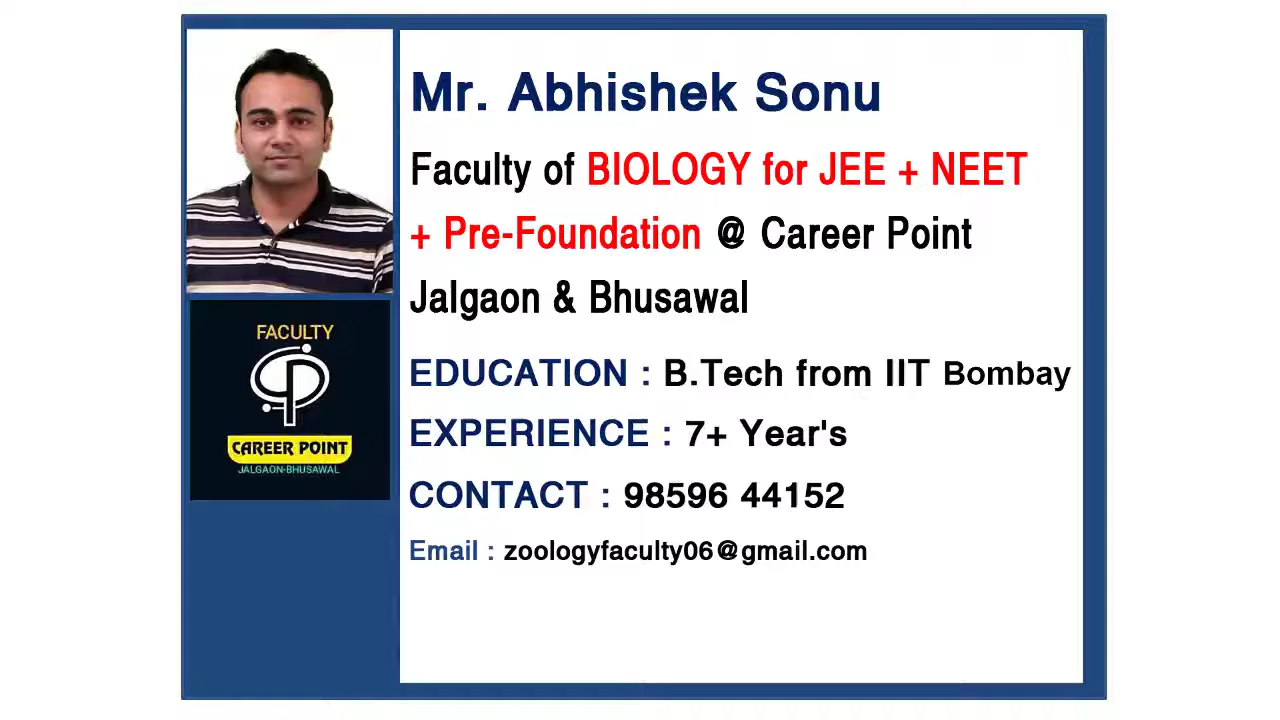 Mr. Abhishek Sonu
Faculty of BIOLOGY for JEE + NEET
+ Pre-Foundation @ Career Point
Jalgaon & Bhusawal
EDUCATION : B.Tech from IIT Bombay
EXPERIENCE : 7+ Year's
CONTACT : 98596 44152
Email : zoologyfaculty06@gmail.com
FACULTY
CAREER POINT
JALGAON-BHUSAWAL